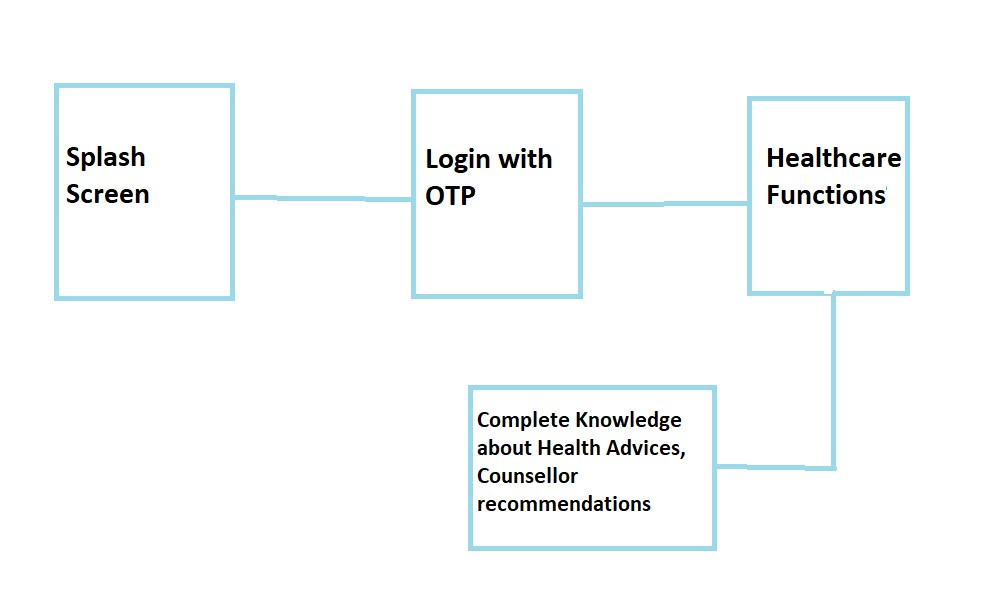 Splash
Screen
Login with
OTP
Healthcare
Functions
Complete Knowledge
about Health Advices,
Counsellor
recommendations